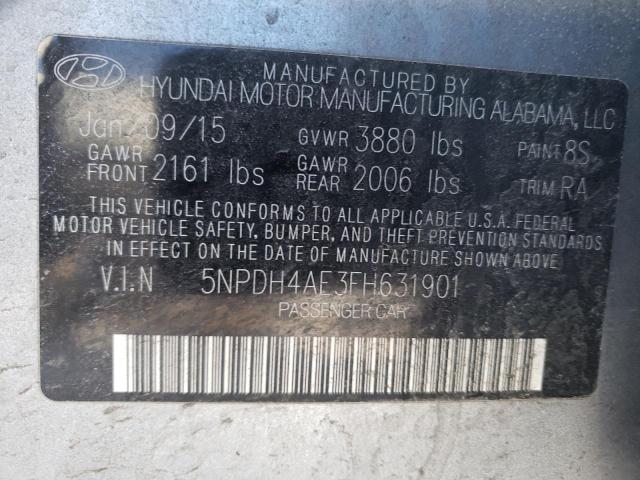 MANUFACTURED BY
HYUNDAI MOTOR MANUFACTURING ALABAMA, LLC
Jan/09/15 GVWR 3880 lbs PAINT 8S
GAWR FRONT 2161 lbs GAWR REAR 2006 lbs TRIM RA
THIS VEHICLE CONFORMS TO ALL APPLICABLE U.S.A. FEDERAL
MOTOR VEHICLE SAFETY, BUMPER, AND THEFT PREVENTION STANDARDS
IN EFFECT ON THE DATE OF MANUFACTURE SHOWN ABOVE.
V.I.N 5NPDH4AE3FH631901
PASSENGER CAR